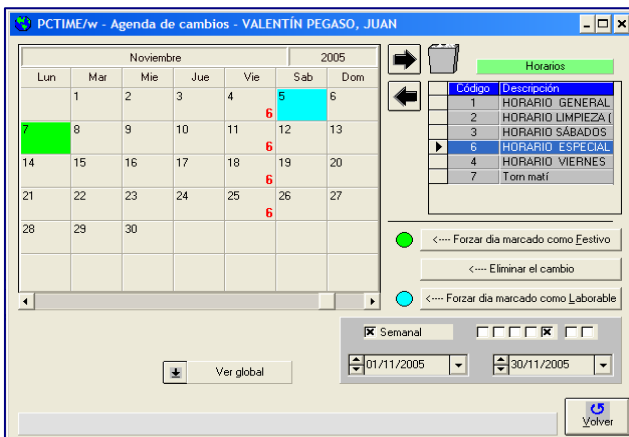 PCTIME/w - Agenda de cambios - VALENTÍN PEGASO, JUAN
Noviembre 2005
Lun Mar Mie Jue Vie Sab Dom
1 2 3 4 5 6
6
7 8 9 10 11 12 13
6
14 15 16 17 18 19 20
6
21 22 23 24 25 26 27
6
28 29 30
Horarios
Código Descripción
1 HORARIO GENERAL
2 HORARIO LIMPIEZA (
3 HORARIO SÁBADOS
6 HORARIO ESPECIAL
4 HORARIO VIERNES
7 Torn matí
<---- Forzar dia marcado como Festivo
<---- Eliminar el cambio
<---- Forzar dia marcado como Laborable
Semanal
01/11/2005 30/11/2005
Ver global
Volver